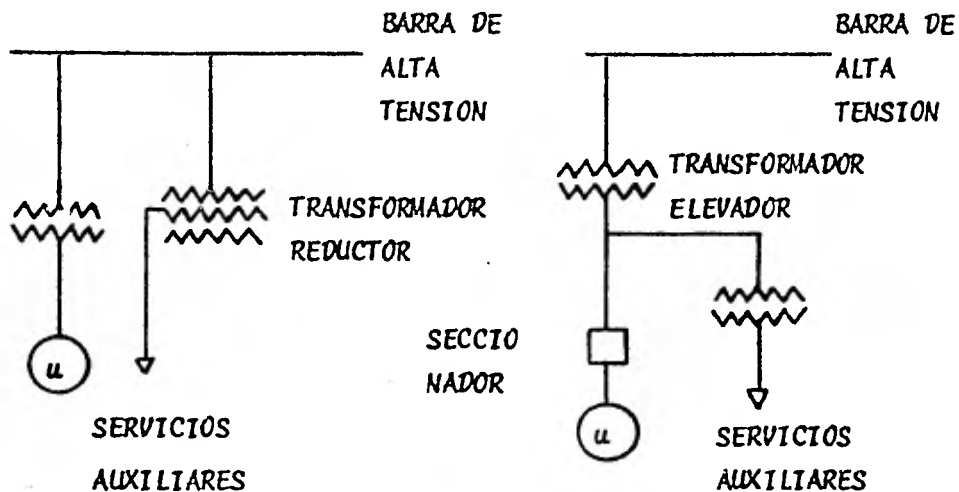 BARRA DE
ALTA
TENSION
TRANSFORMADOR
REDUCTOR
u
SERVICIOS
AUXILIARES
BARRA DE
ALTA
TENSION
TRANSFORMADOR
ELEVADOR
SECCIO
NADOR
u
SERVICIOS
AUXILIARES